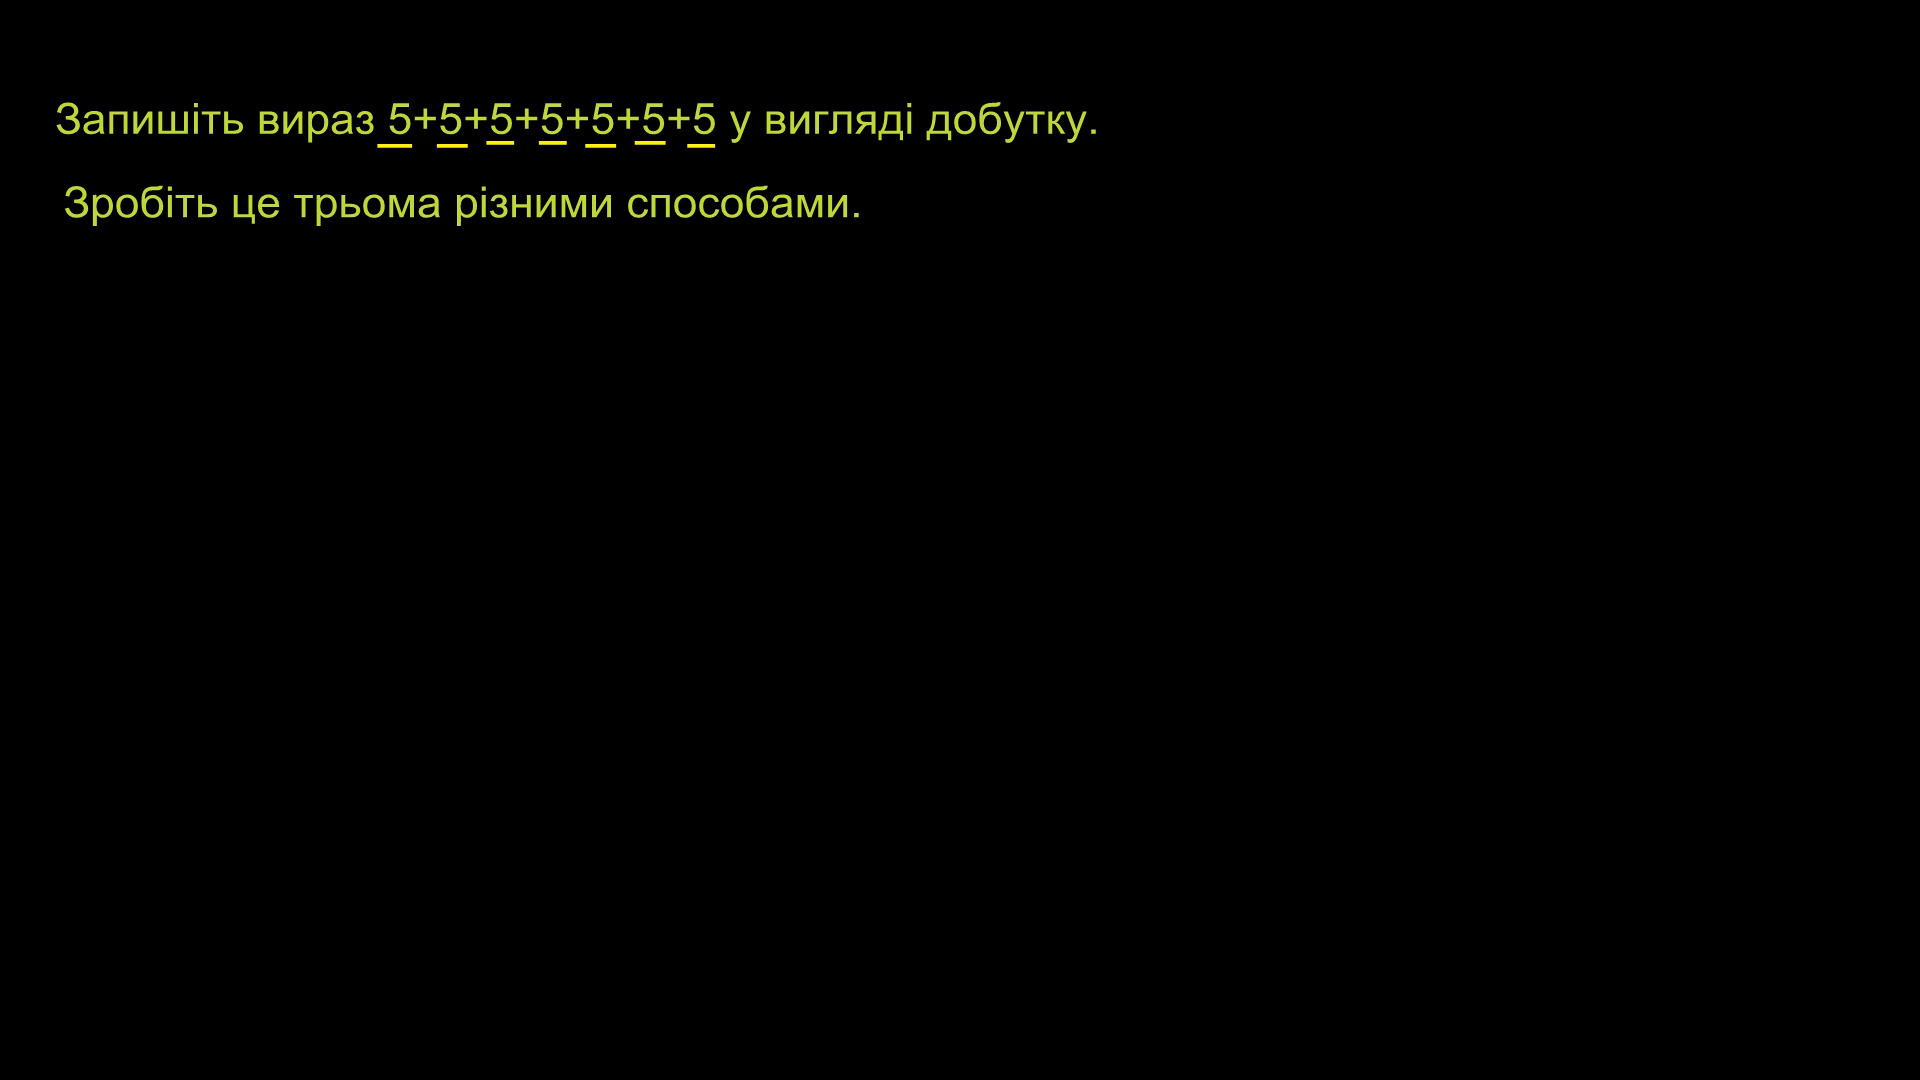 Запишіть вираз 5+5+5+5+5+5+5 у вигляді добутку.
Зробіть це трьома різними способами.